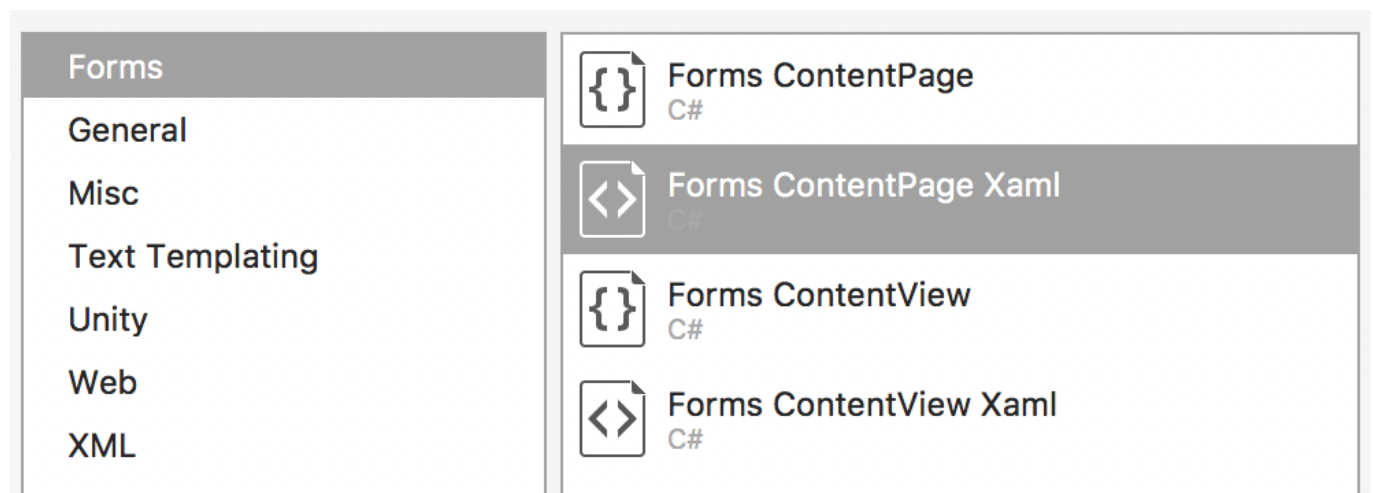 Forms
General
Misc
Text Templating
Unity
Web
XML
Forms ContentPage
C#
Forms ContentPage Xaml
C#
Forms ContentView
C#
Forms ContentView Xaml
C#